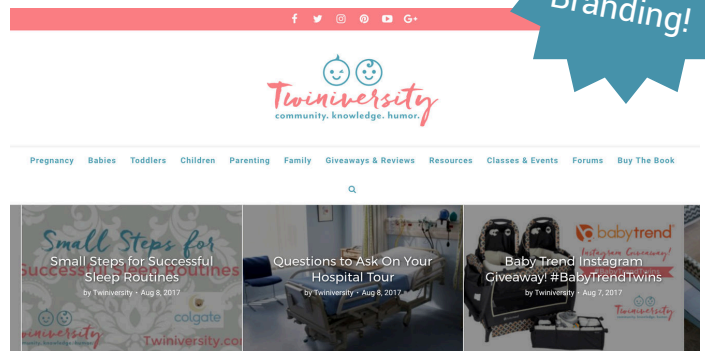 Branding!
f G+
Twiniversity
community. knowledge. humor.
Pregnancy Babies Toddlers Children Parenting Family Giveaways & Reviews Resources Classes & Events Forums Buy The Book
Small Steps for
Successful Sleep Routines
colgate
Twiniversity
Twiniversity.co
Small Steps for Successful
Sleep Routines
by Twiniversity • Aug 8, 2017
Questions to Ask On Your
Hospital Tour
by Twiniversity • Aug 8, 2017
babytrend
Instagram Giveaway!
Twiniversity
Baby Trend Instagram
Giveaway! #BabyTrendTwins
by Twiniversity • Aug 7, 2017